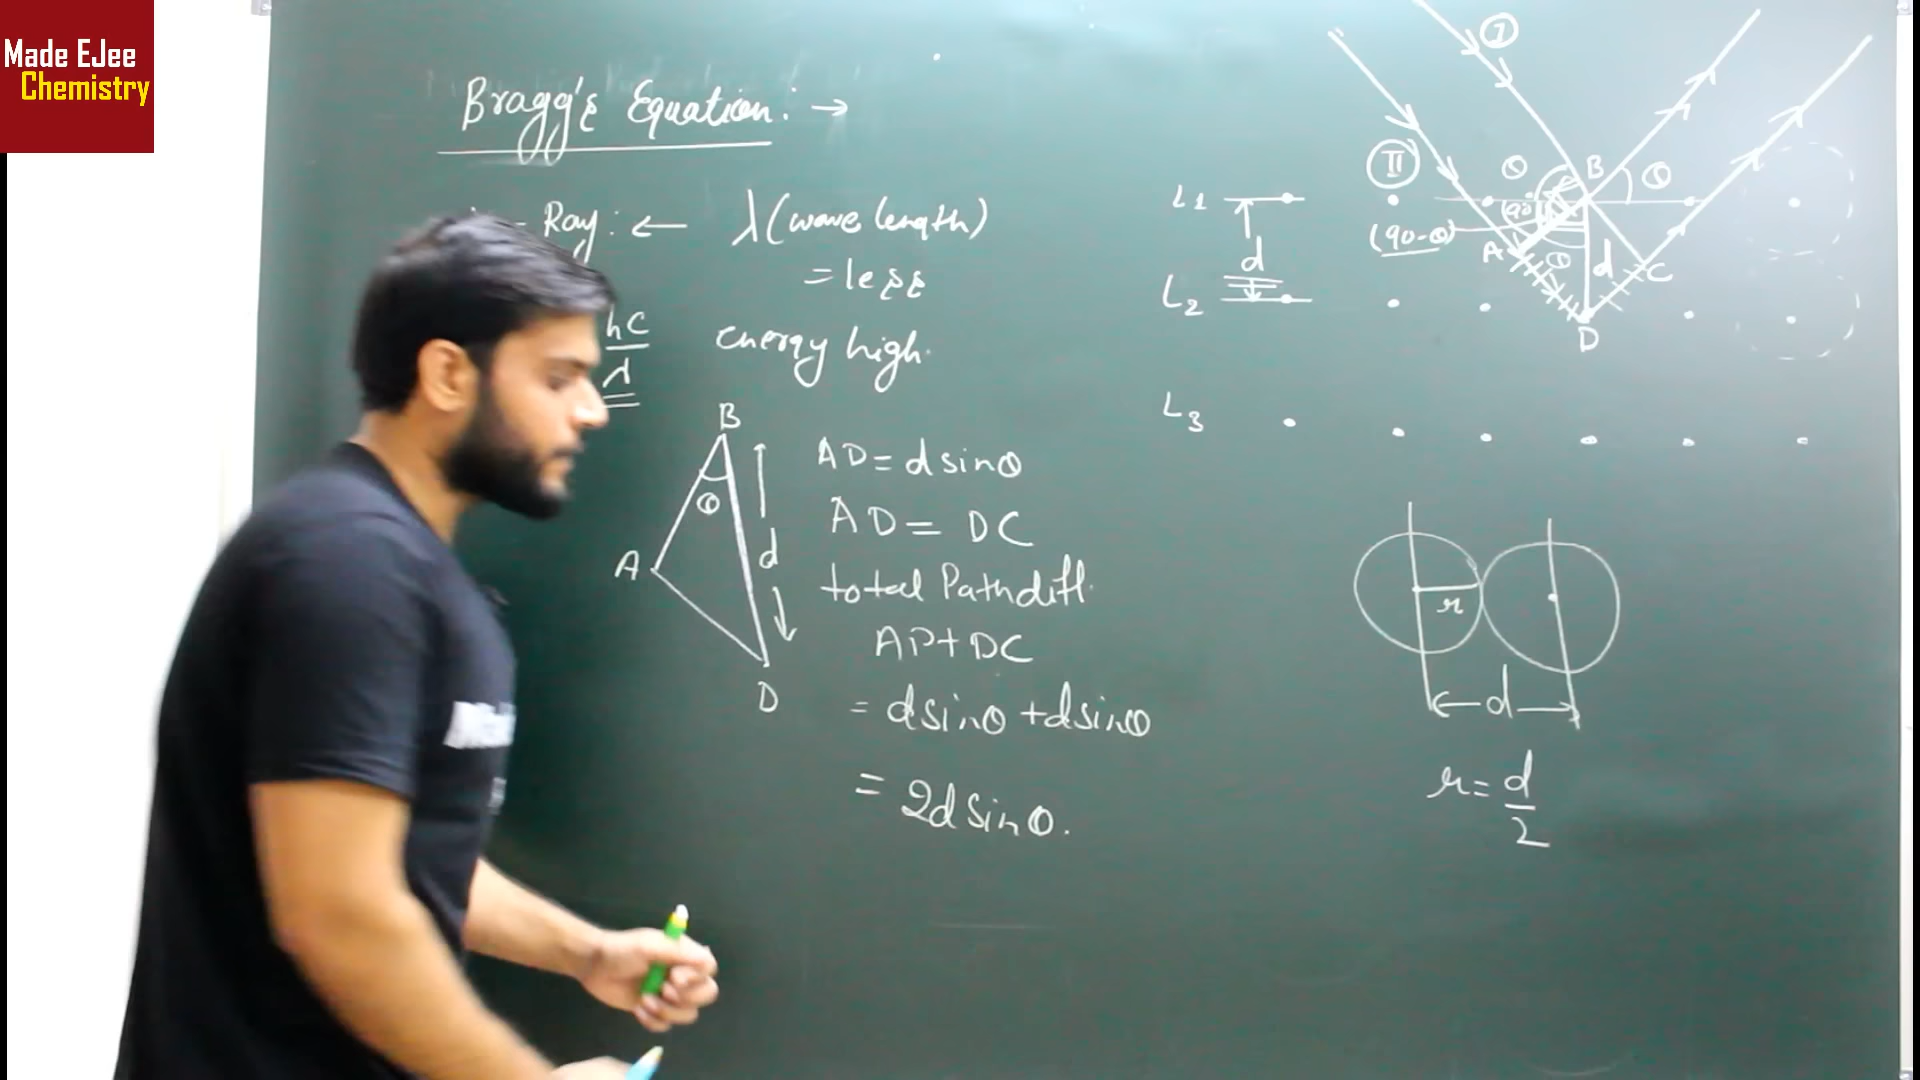 Made EJee
Chemistry
Bragg's Equation: →
- Ray: ← λ (wave length)
= less
hc
λ
energy high.
B
θ
A
d
D
AD = d sinθ
AD = DC
total Path diff.
AD + DC
= d sinθ + d sinθ
= 2d sinθ.
I
II
θ
B
θ
L1
90
(90-θ)
A
θ
d
C
d
L2
D
L3
r
d
r = d
2